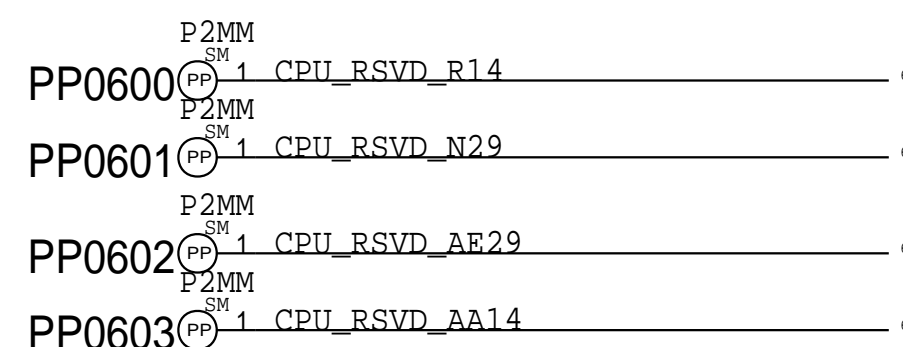 P2MM
SM
PP0600 PP 1 CPU_RSVD_R14
P2MM
SM
PP0601 PP 1 CPU_RSVD_N29
P2MM
SM
PP0602 PP 1 CPU_RSVD_AE29
P2MM
SM
PP0603 PP 1 CPU_RSVD_AA14